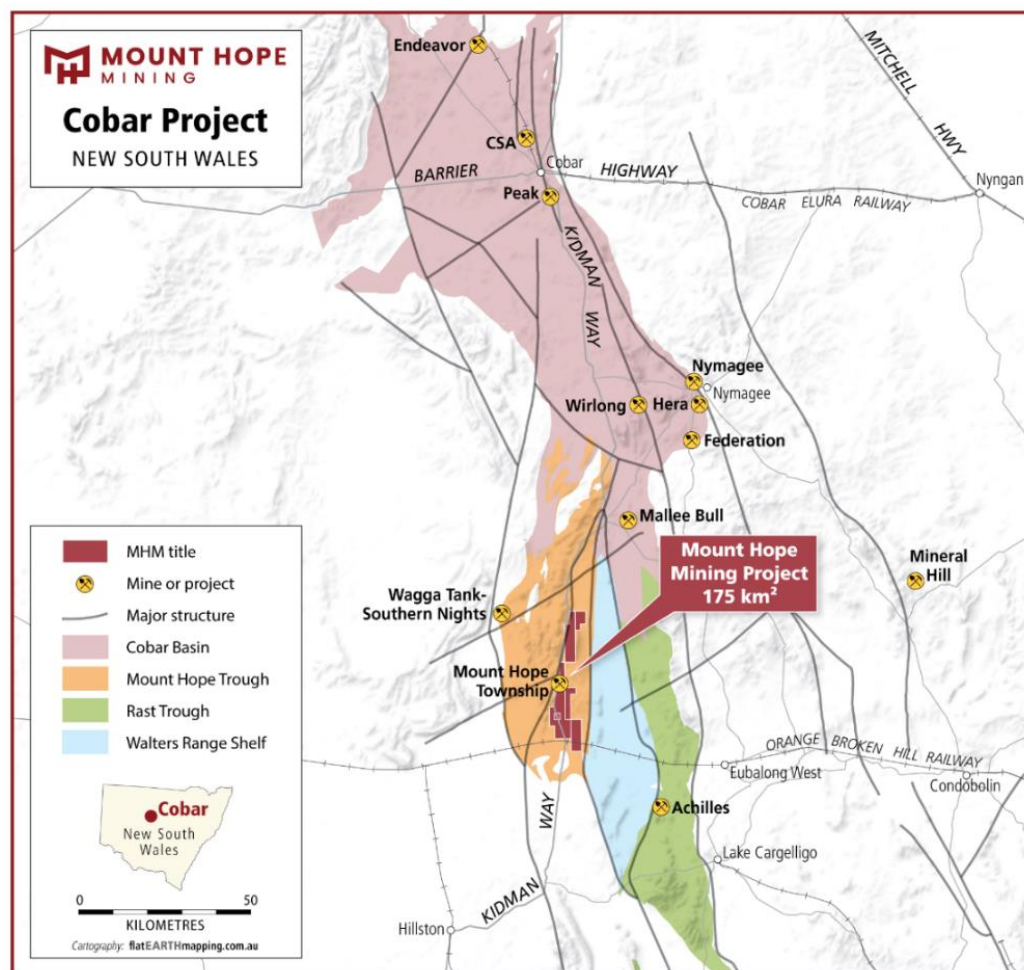 MOUNT HOPE
MINING
Cobar Project
NEW SOUTH WALES
Endeavor
CSA
Cobar
BARRIER
HIGHWAY
Peak
MITCHELL
HWY
Nyngan
COBAR ELURA RAILWAY
KIDMAN
WAY
Nymagee
Nymagee
Wirlong
Hera
Federation
Mallee Bull
Mount Hope
Mining Project
175 km²
Mineral
Hill
Wagga Tank-
Southern Nights
Mount Hope
Township
ORANGE BROKEN HILL RAILWAY
Eubalong West
Condobolin
Achilles
WAY
Lake Cargelligo
KIDMAN
Hillston
MHM title
Mine or project
Major structure
Cobar Basin
Mount Hope Trough
Rast Trough
Walters Range Shelf
Cobar
New South
Wales
0 50
KILOMETRES
Cartography: flatEARTHmapping.com.au